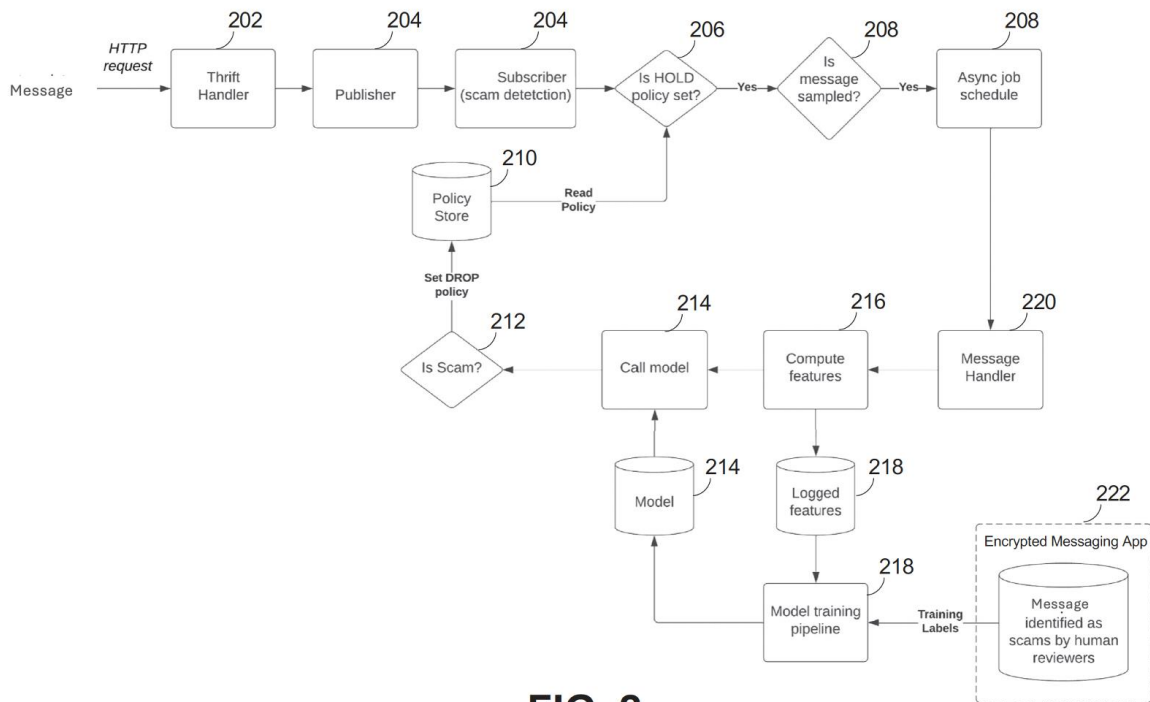 202
204
204
206
208
208
HTTP
request
Message
Thrift
Handler
Publisher
Subscriber
(scam detetction)
Is HOLD
policy set?
Yes
Is
message
sampled?
Yes
Async job
schedule
210
Policy
Store
Read
Policy
Set DROP
policy
212
Is Scam?
214
Call model
216
Compute
features
220
Message
Handler
214
Model
218
Logged
features
218
Model training
pipeline
Training
Labels
222
Encrypted Messaging App
Message
identified as
scams by human
reviewers